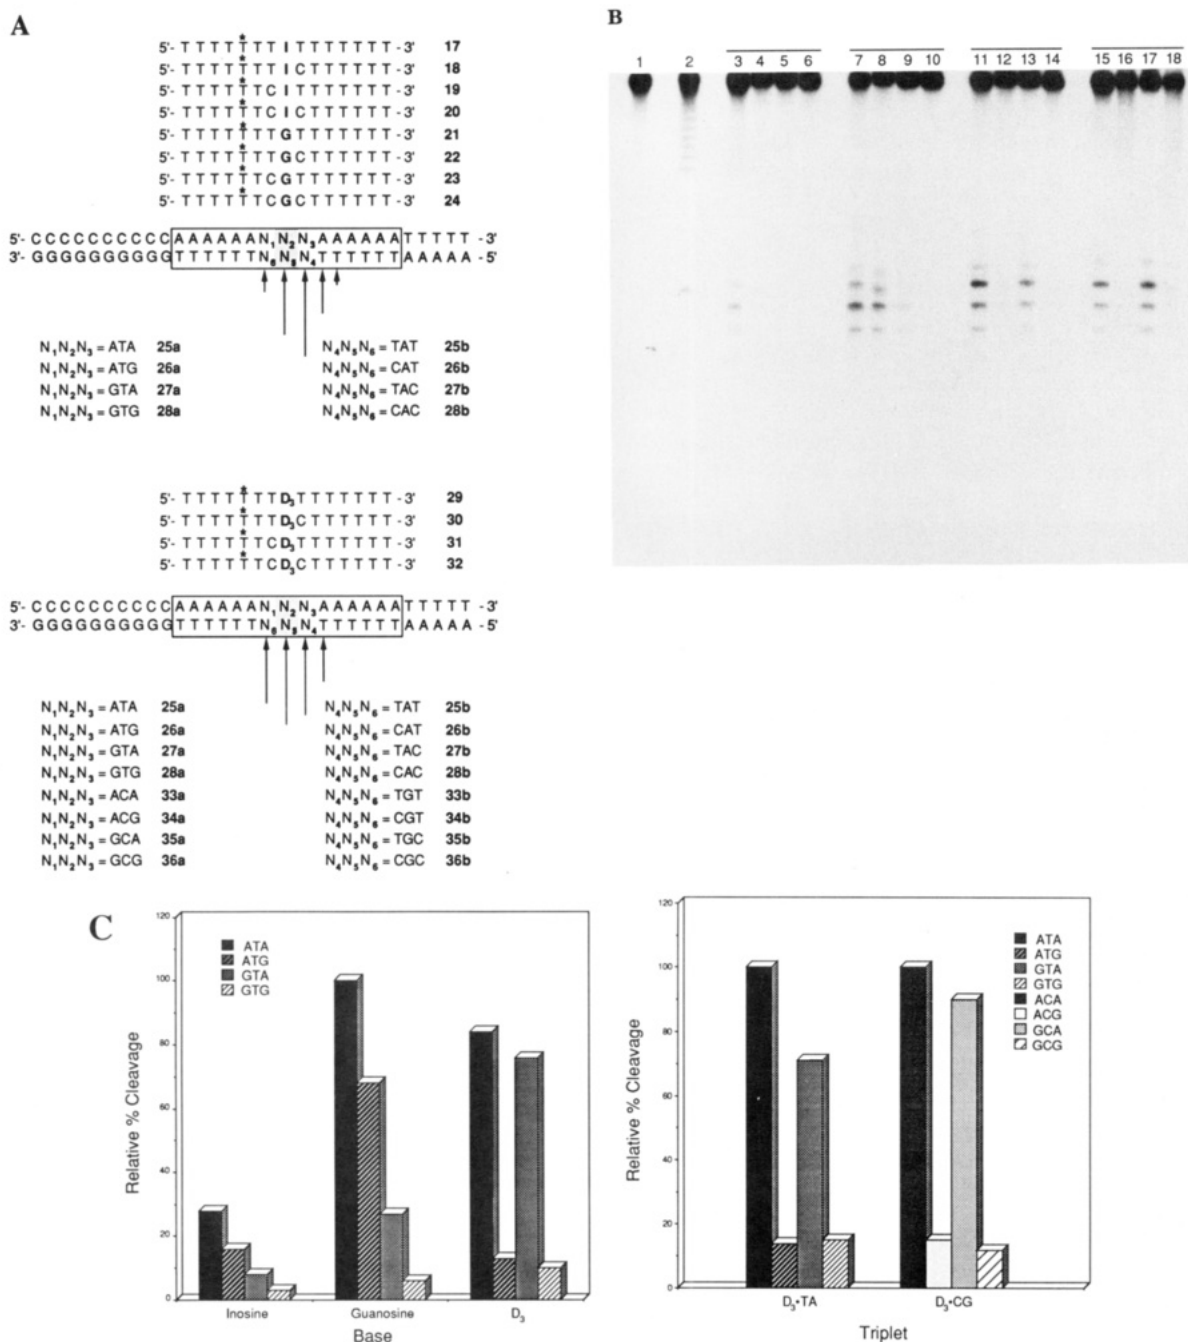 A
*
5'- T T T T T T T I T T T T T T T -3' 17
*
5'- T T T T T T T I C T T T T T T -3' 18
*
5'- T T T T T T C I T T T T T T T -3' 19
*
5'- T T T T T T C I C T T T T T T -3' 20
*
5'- T T T T T T T G T T T T T T T -3' 21
*
5'- T T T T T T T G C T T T T T T -3' 22
*
5'- T T T T T T C G T T T T T T T -3' 23
*
5'- T T T T T T C G C T T T T T T -3' 24
5'- C C C C C C C C C C A A A A A A N₁ N₂ N₃ A A A A A A T T T T T -3'
3'- G G G G G G G G G G T T T T T T N₆ N₅ N₄ T T T T T T A A A A A -5'
N₁N₂N₃ = ATA 25a N₄N₅N₆ = TAT 25b
N₁N₂N₃ = ATG 26a N₄N₅N₆ = CAT 26b
N₁N₂N₃ = GTA 27a N₄N₅N₆ = TAC 27b
N₁N₂N₃ = GTG 28a N₄N₅N₆ = CAC 28b
*
5'- T T T T T T T D₃ T T T T T T T -3' 29
*
5'- T T T T T T T D₃ C T T T T T T -3' 30
*
5'- T T T T T T C D₃ T T T T T T T -3' 31
*
5'- T T T T T T C D₃ C T T T T T T -3' 32
5'- C C C C C C C C C C A A A A A A N₁ N₂ N₃ A A A A A A T T T T T -3'
3'- G G G G G G G G G G T T T T T T N₆ N₅ N₄ T T T T T T A A A A A -5'
N₁N₂N₃ = ATA 25a N₄N₅N₆ = TAT 25b
N₁N₂N₃ = ATG 26a N₄N₅N₆ = CAT 26b
N₁N₂N₃ = GTA 27a N₄N₅N₆ = TAC 27b
N₁N₂N₃ = GTG 28a N₄N₅N₆ = CAC 28b
N₁N₂N₃ = ACA 33a N₄N₅N₆ = TGT 33b
N₁N₂N₃ = ACG 34a N₄N₅N₆ = CGT 34b
N₁N₂N₃ = GCA 35a N₄N₅N₆ = TGC 35b
N₁N₂N₃ = GCG 36a N₄N₅N₆ = CGC 36b
B
1 2 3 4 5 6 7 8 9 10 11 12 13 14 15 16 17 18
C
Relative % Cleavage
120
100
80
60
40
20
0
ATA
ATG
GTA
GTG
Inosine Guanosine D₃
Base
Relative % Cleavage
120
100
80
60
40
20
0
ATA
ATG
GTA
GTG
ACA
ACG
GCA
GCG
D₃•TA D₃•CG
Triplet